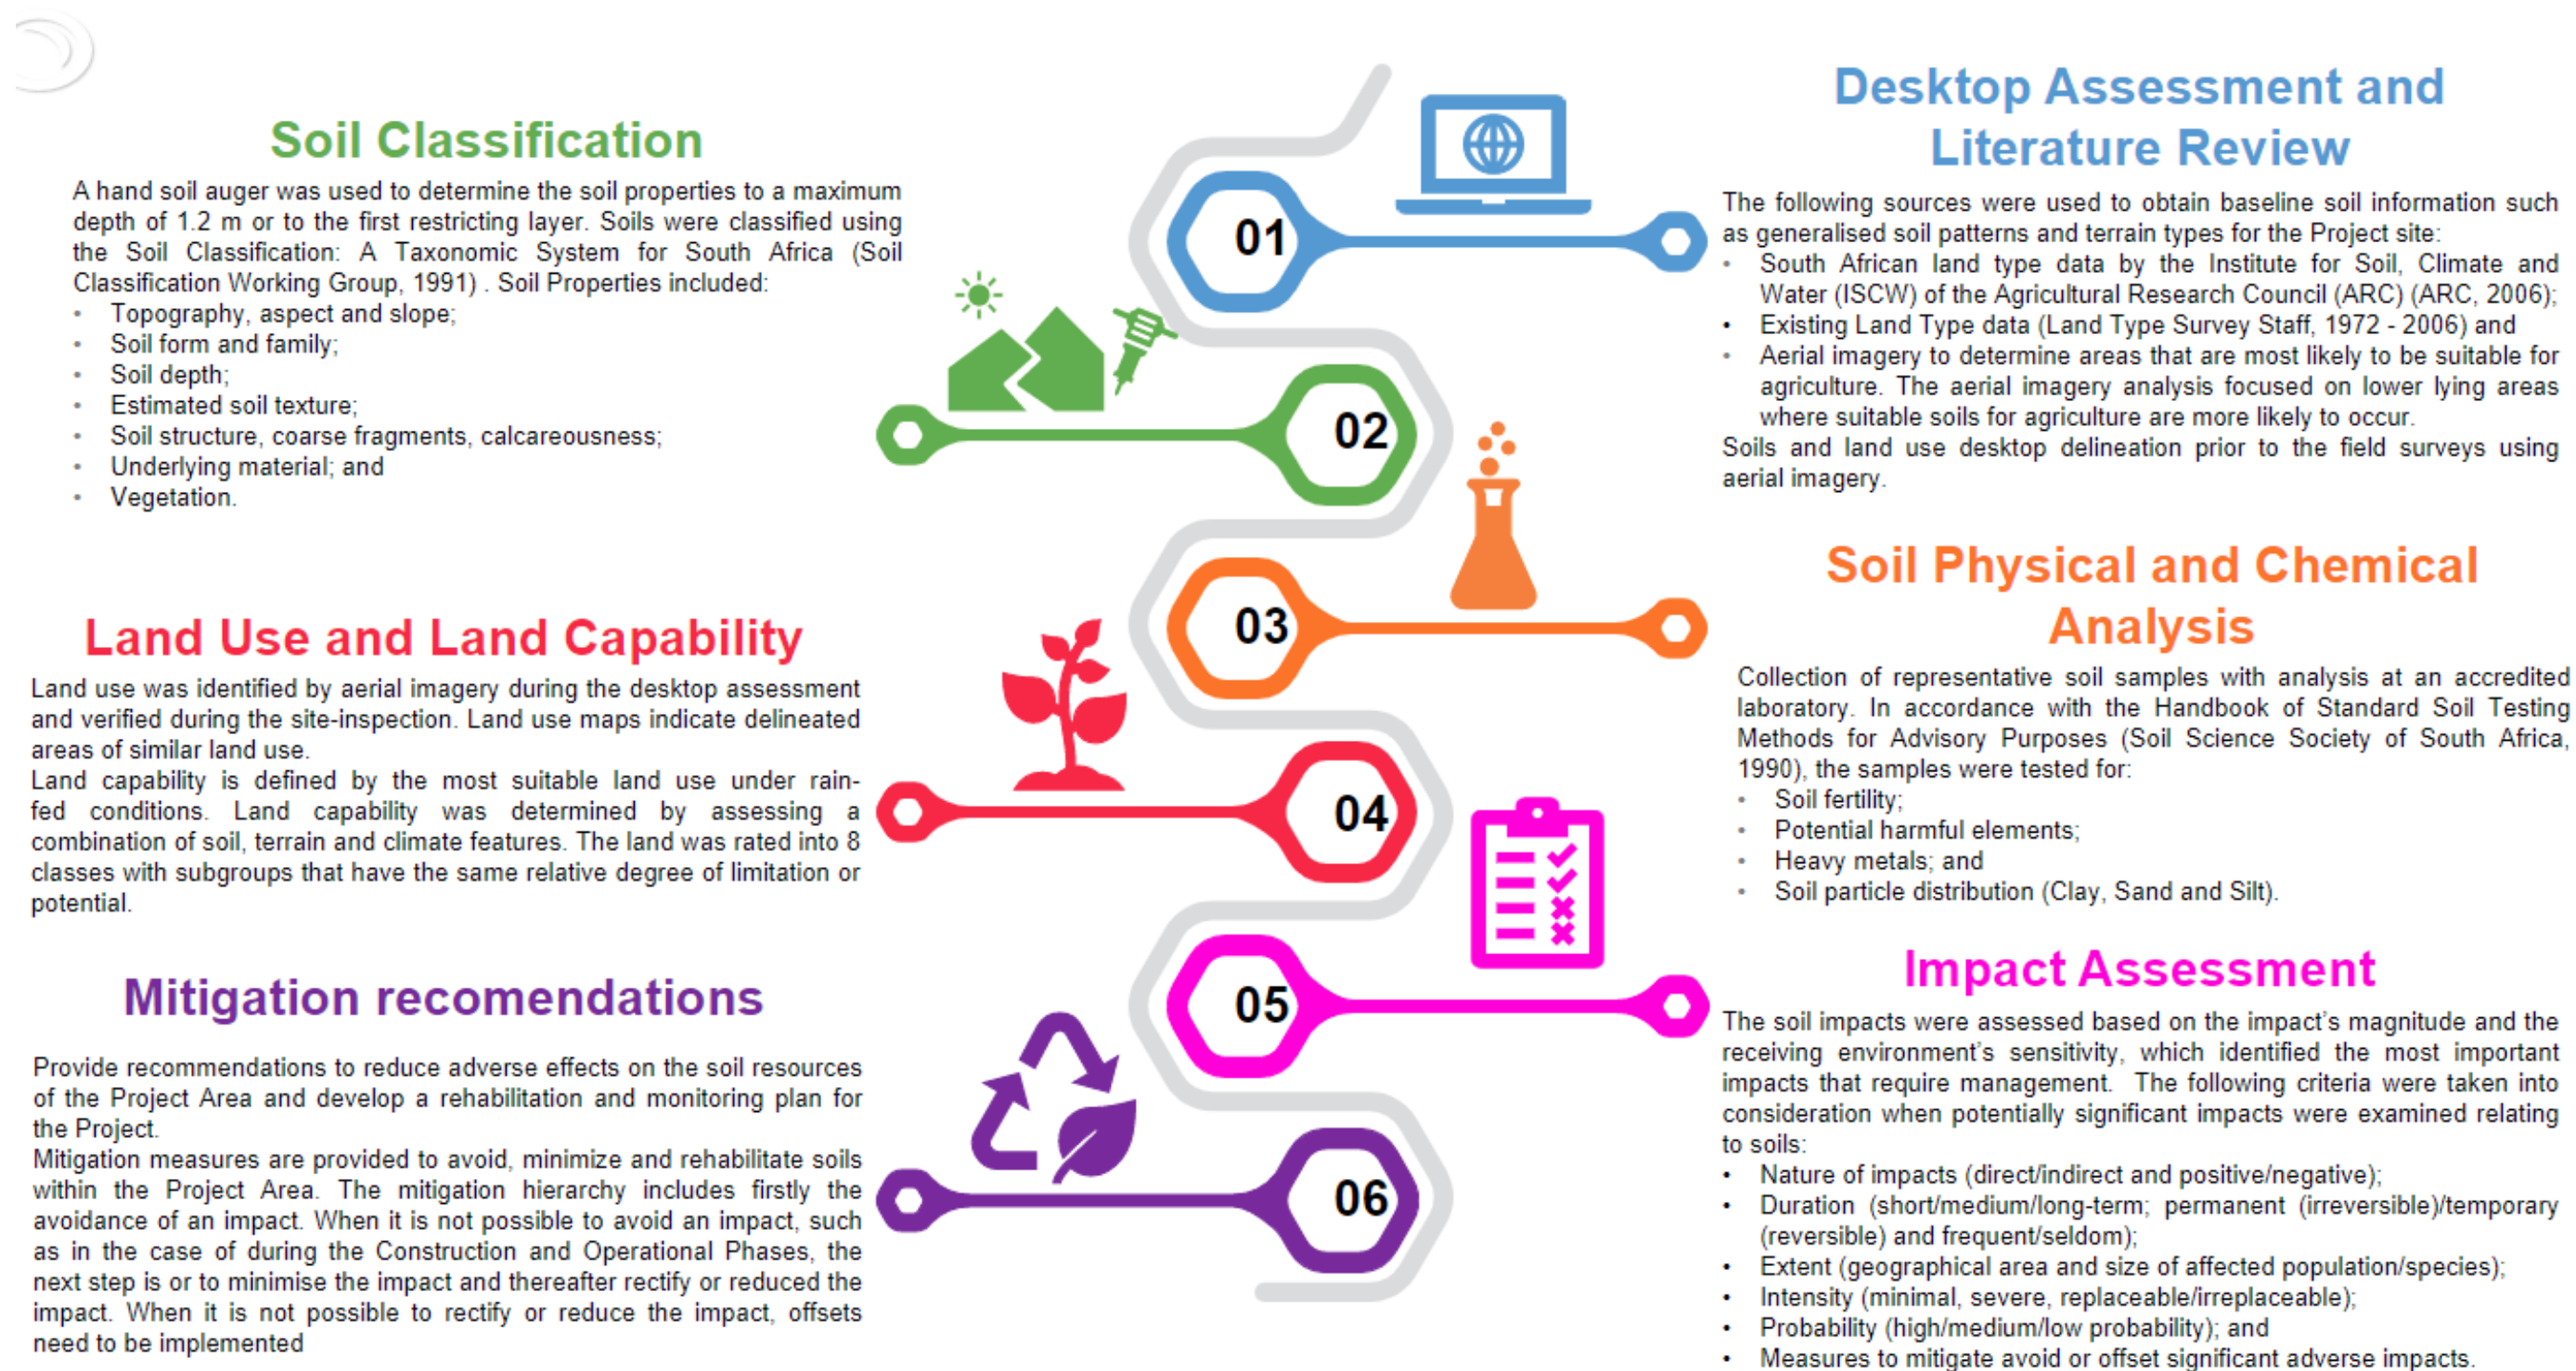 Desktop Assessment and
Literature Review
The following sources were used to obtain baseline soil information such
as generalised soil patterns and terrain types for the Project site:
• South African land type data by the Institute for Soil, Climate and
Water (ISCW) of the Agricultural Research Council (ARC) (ARC, 2006);
• Existing Land Type data (Land Type Survey Staff, 1972 - 2006) and
• Aerial imagery to determine areas that are most likely to be suitable for
agriculture. The aerial imagery analysis focused on lower lying areas
where suitable soils for agriculture are more likely to occur.
Soils and land use desktop delineation prior to the field surveys using
aerial imagery.
01
Soil Classification
A hand soil auger was used to determine the soil properties to a maximum
depth of 1.2 m or to the first restricting layer. Soils were classified using
the Soil Classification: A Taxonomic System for South Africa (Soil
Classification Working Group, 1991) . Soil Properties included:
• Topography, aspect and slope;
• Soil form and family;
• Soil depth;
• Estimated soil texture;
• Soil structure, coarse fragments, calcareousness;
• Underlying material; and
• Vegetation.
02
Soil Physical and Chemical
Analysis
Collection of representative soil samples with analysis at an accredited
laboratory. In accordance with the Handbook of Standard Soil Testing
Methods for Advisory Purposes (Soil Science Society of South Africa,
1990), the samples were tested for:
• Soil fertility;
• Potential harmful elements;
• Heavy metals; and
• Soil particle distribution (Clay, Sand and Silt).
03
Land Use and Land Capability
Land use was identified by aerial imagery during the desktop assessment
and verified during the site-inspection. Land use maps indicate delineated
areas of similar land use.
Land capability is defined by the most suitable land use under rain-
fed conditions. Land capability was determined by assessing a
combination of soil, terrain and climate features. The land was rated into 8
classes with subgroups that have the same relative degree of limitation or
potential.
04
Impact Assessment
The soil impacts were assessed based on the impact's magnitude and the
receiving environment's sensitivity, which identified the most important
impacts that require management. The following criteria were taken into
consideration when potentially significant impacts were examined relating
to soils:
• Nature of impacts (direct/indirect and positive/negative);
• Duration (short/medium/long-term; permanent (irreversible)/temporary
(reversible) and frequent/seldom);
• Extent (geographical area and size of affected population/species);
• Intensity (minimal, severe, replaceable/irreplaceable);
• Probability (high/medium/low probability); and
• Measures to mitigate avoid or offset significant adverse impacts.
05
Mitigation recomendations
Provide recommendations to reduce adverse effects on the soil resources
of the Project Area and develop a rehabilitation and monitoring plan for
the Project.
Mitigation measures are provided to avoid, minimize and rehabilitate soils
within the Project Area. The mitigation hierarchy includes firstly the
avoidance of an impact. When it is not possible to avoid an impact, such
as in the case of during the Construction and Operational Phases, the
next step is or to minimise the impact and thereafter rectify or reduced the
impact. When it is not possible to rectify or reduce the impact, offsets
need to be implemented
06